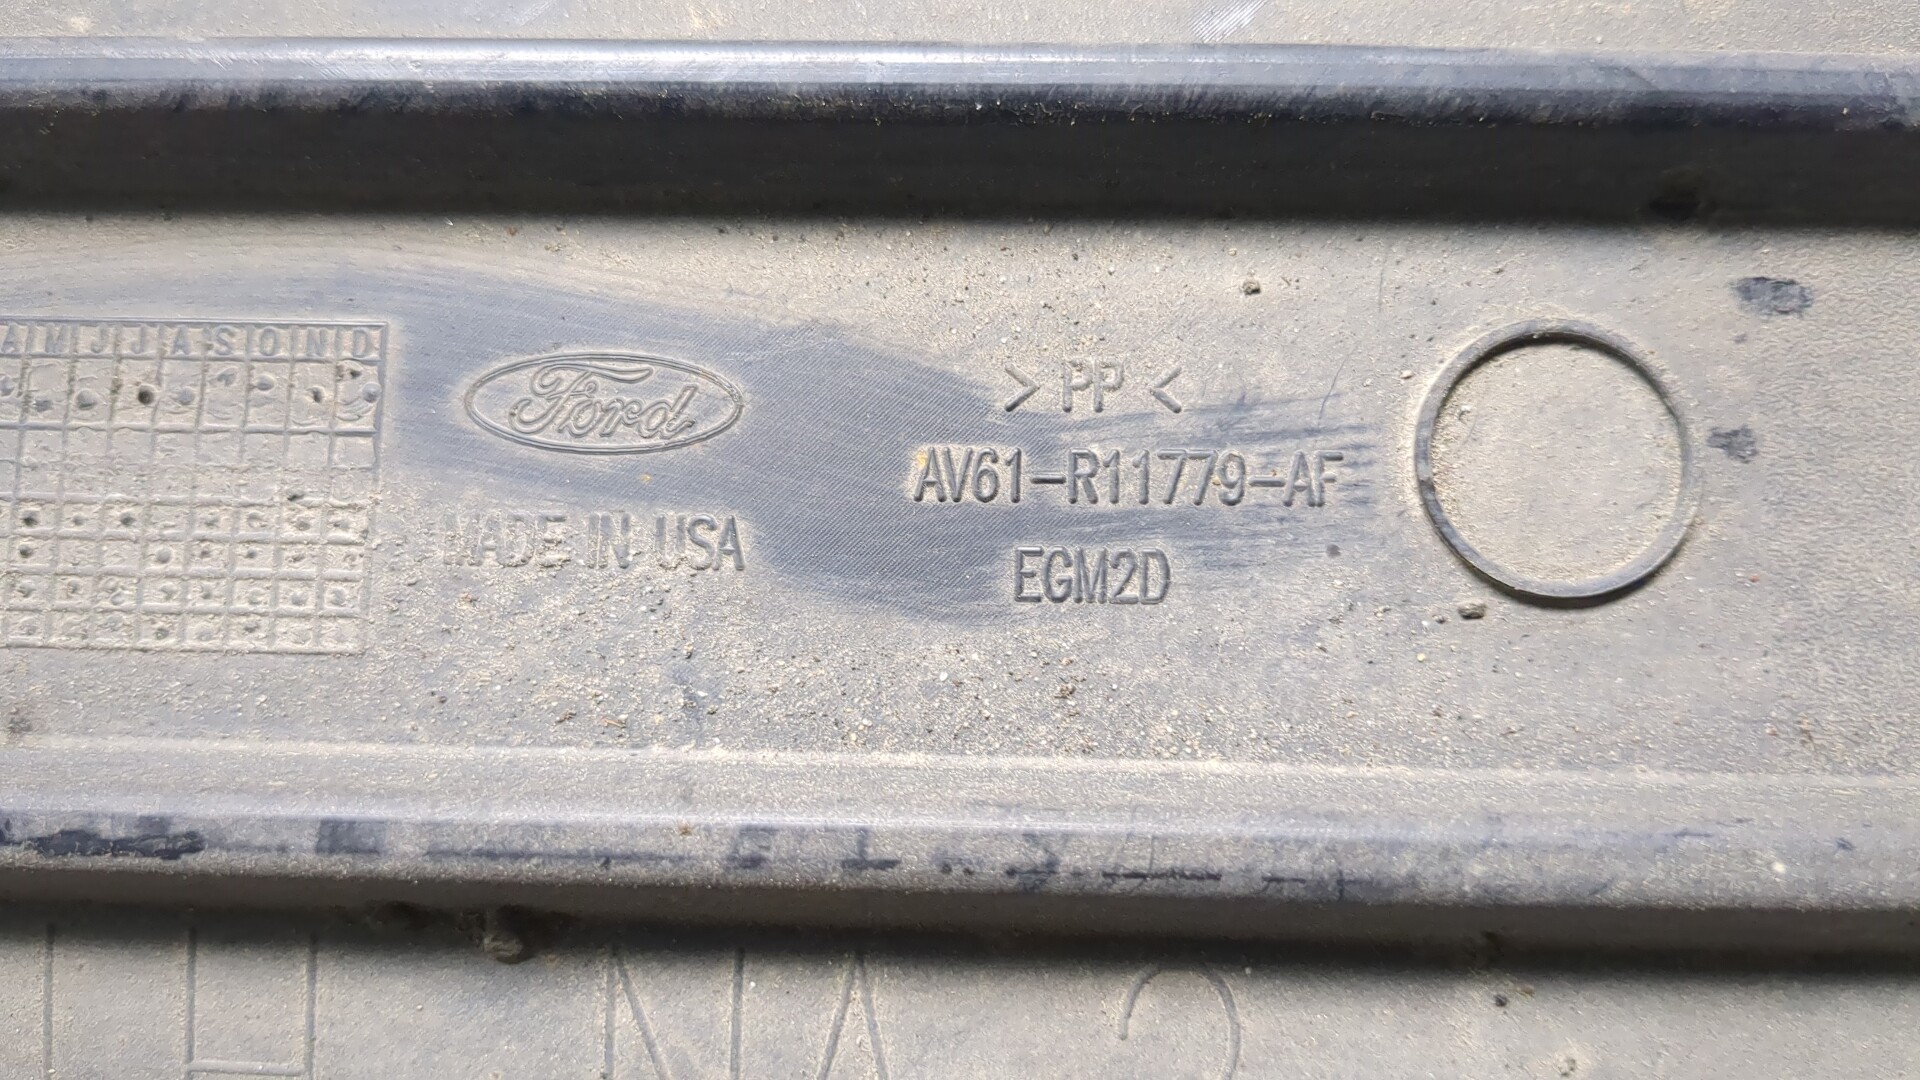 A M J J A S O N D
Ford
MADE IN USA
> PP <
AV61-R11779-AF
EGM2D